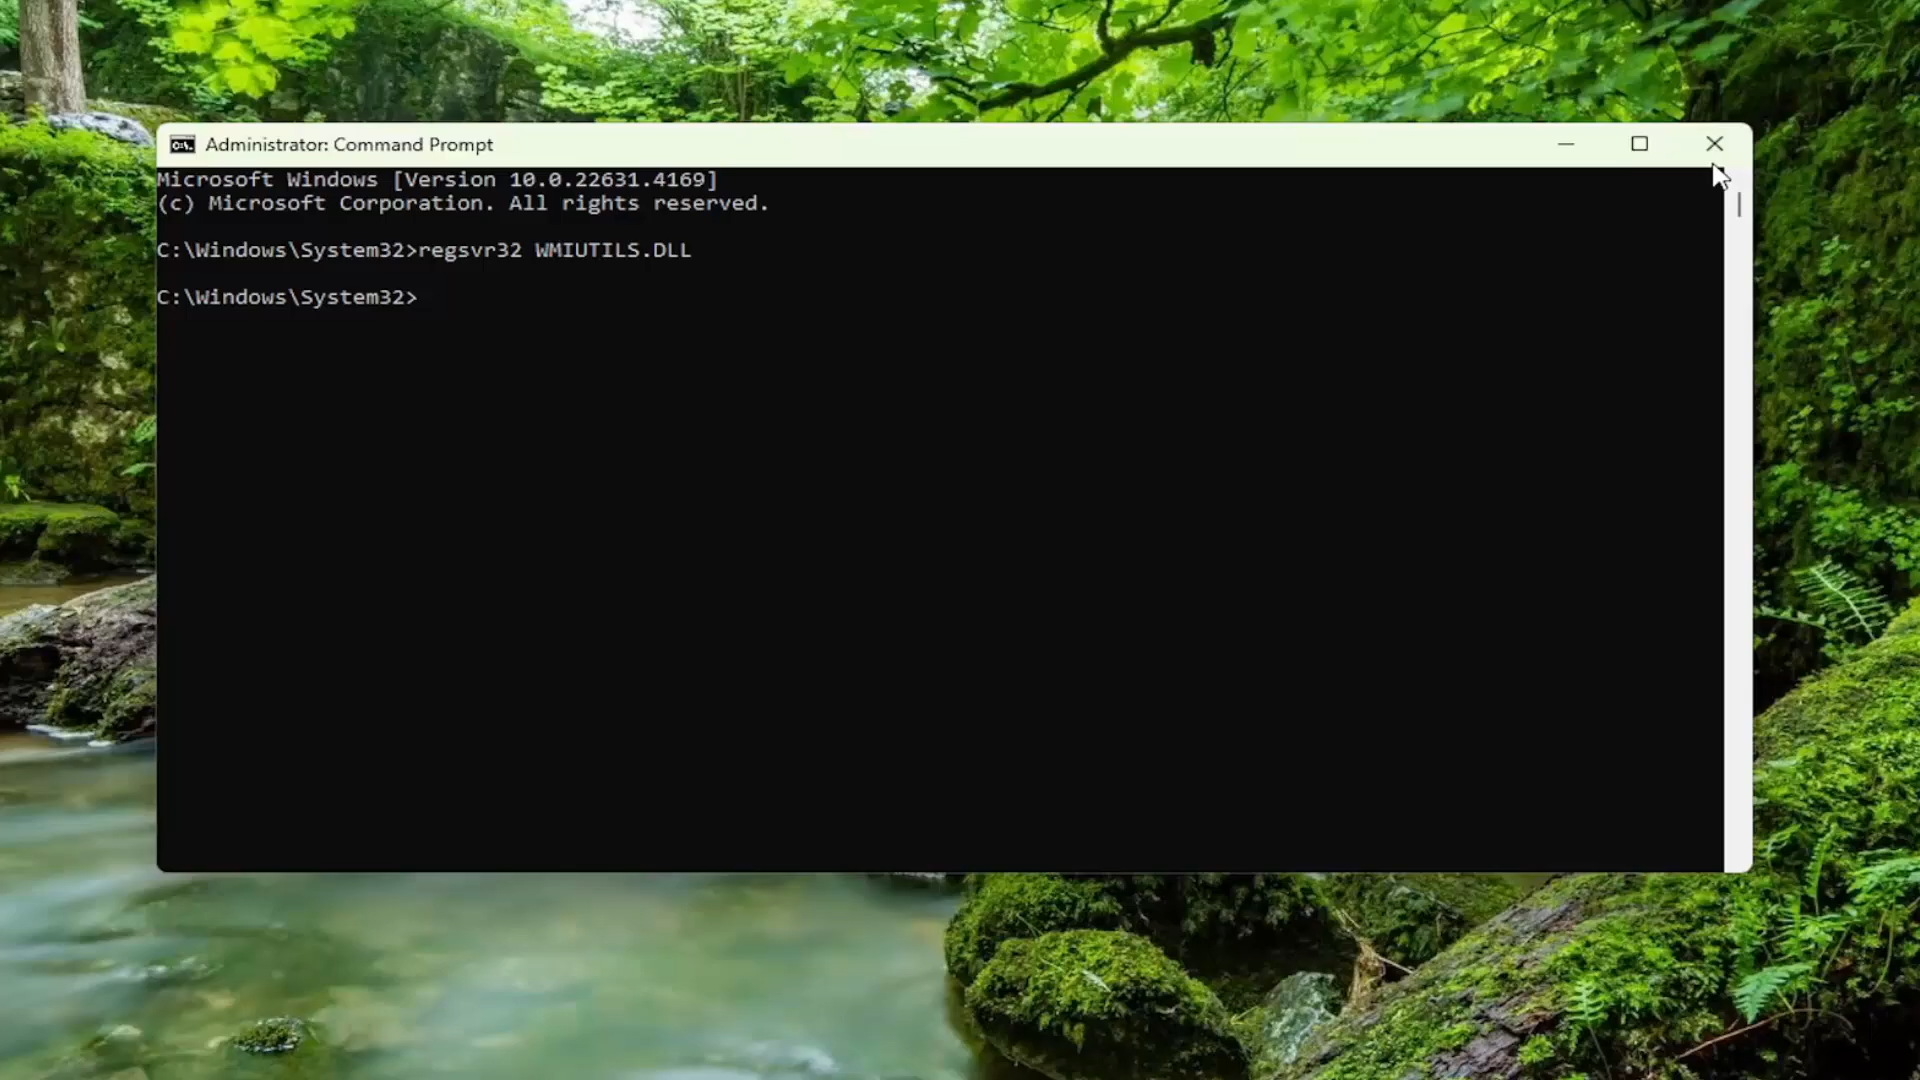 Administrator: Command Prompt
Microsoft Windows [Version 10.0.22631.4169]
(c) Microsoft Corporation. All rights reserved.
C:\Windows\System32>regsvr32 WMIUTILS.DLL
C:\Windows\System32>